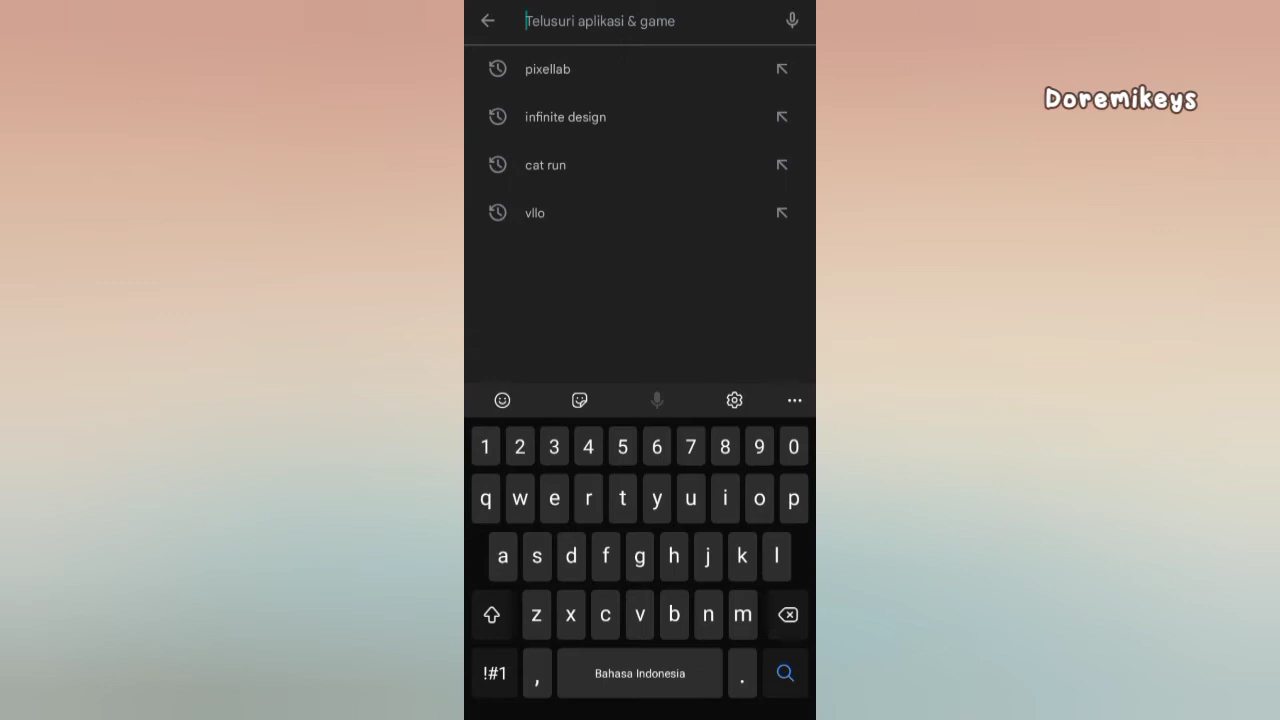 Telusuri aplikasi & game
pixellab
infinite design
cat run
vllo
Doremikeys
1 2 3 4 5 6 7 8 9 0
q w e r t y u i o p
a s d f g h j k l
z x c v b n m
!#1 , Bahasa Indonesia .